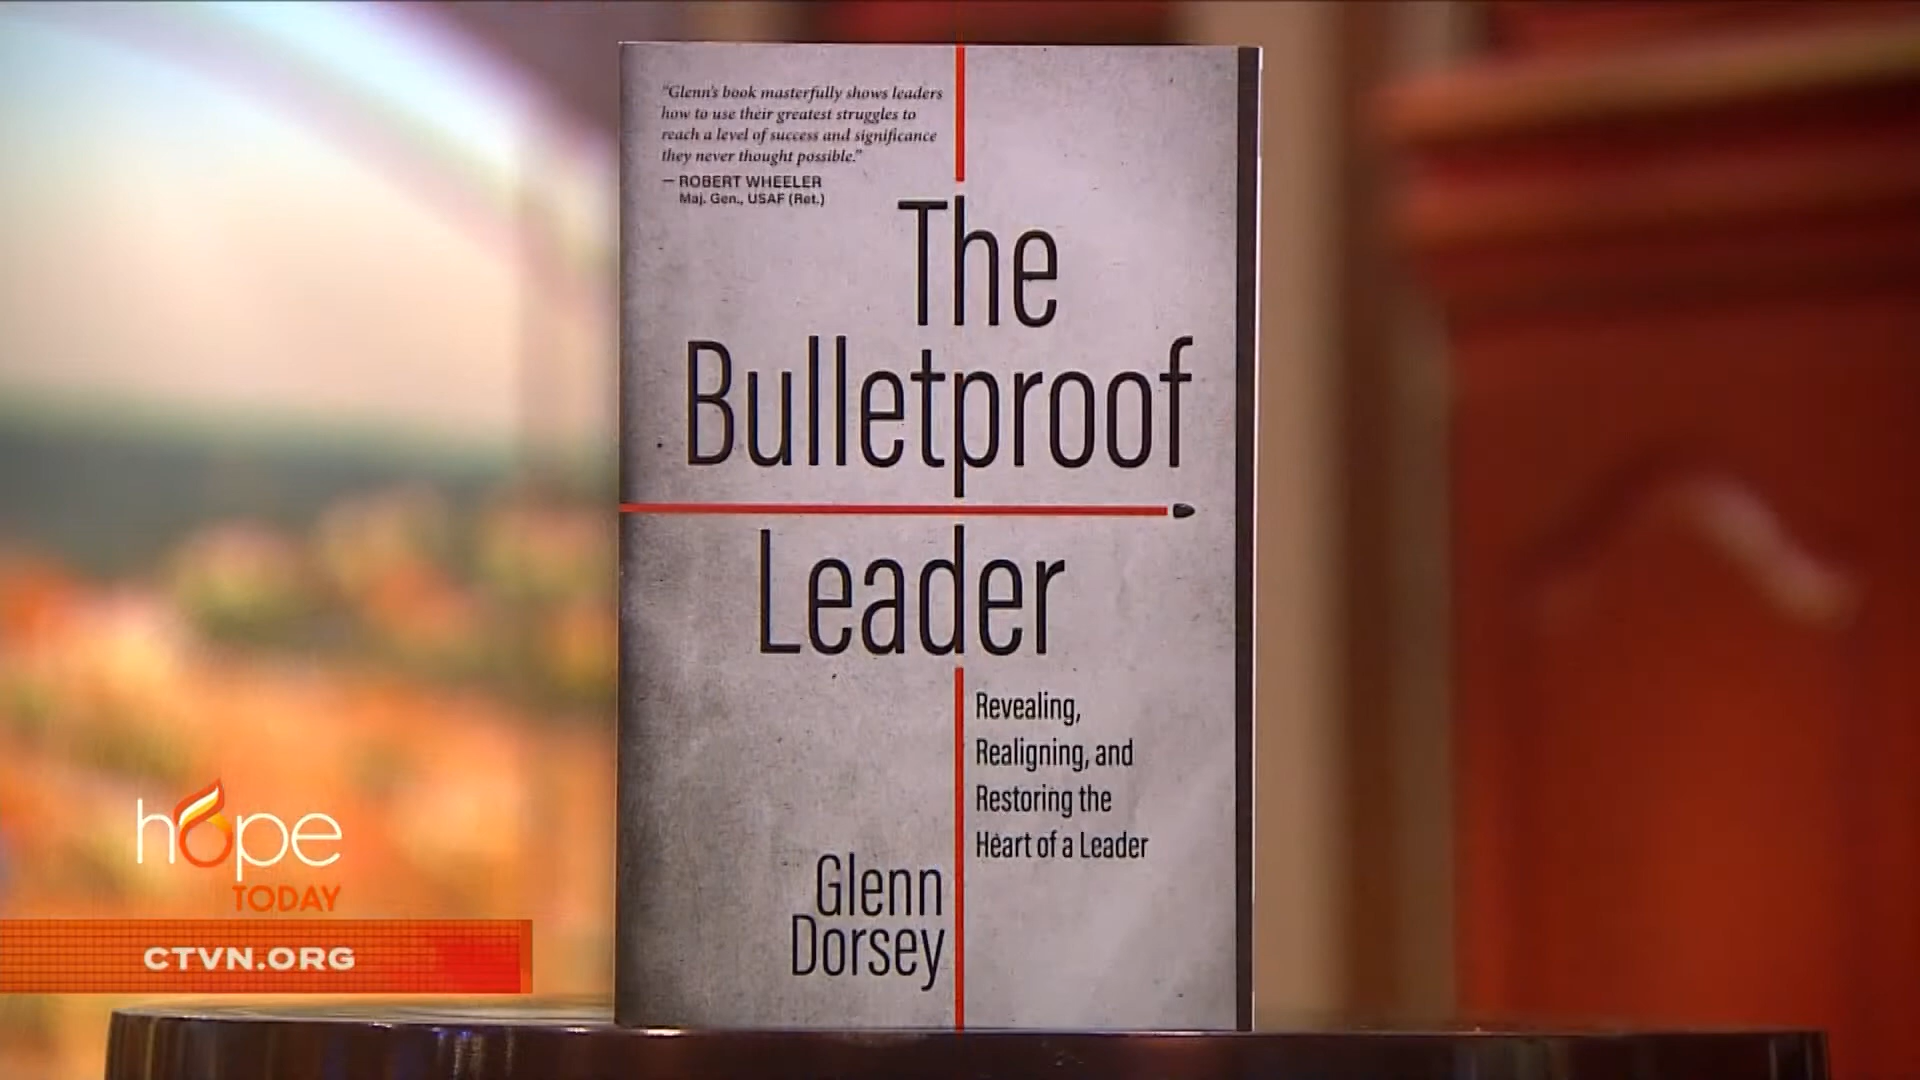 “Glenn’s book masterfully shows leaders
how to use their greatest struggles to
reach a level of success and significance
they never thought possible.”
— ROBERT WHEELER
Maj. Gen., USAF (Ret.)
The
Bulletproof
Leader
Revealing,
Realigning, and
Restoring the
Heart of a Leader
Glenn
Dorsey
hope
TODAY
CTVN.ORG